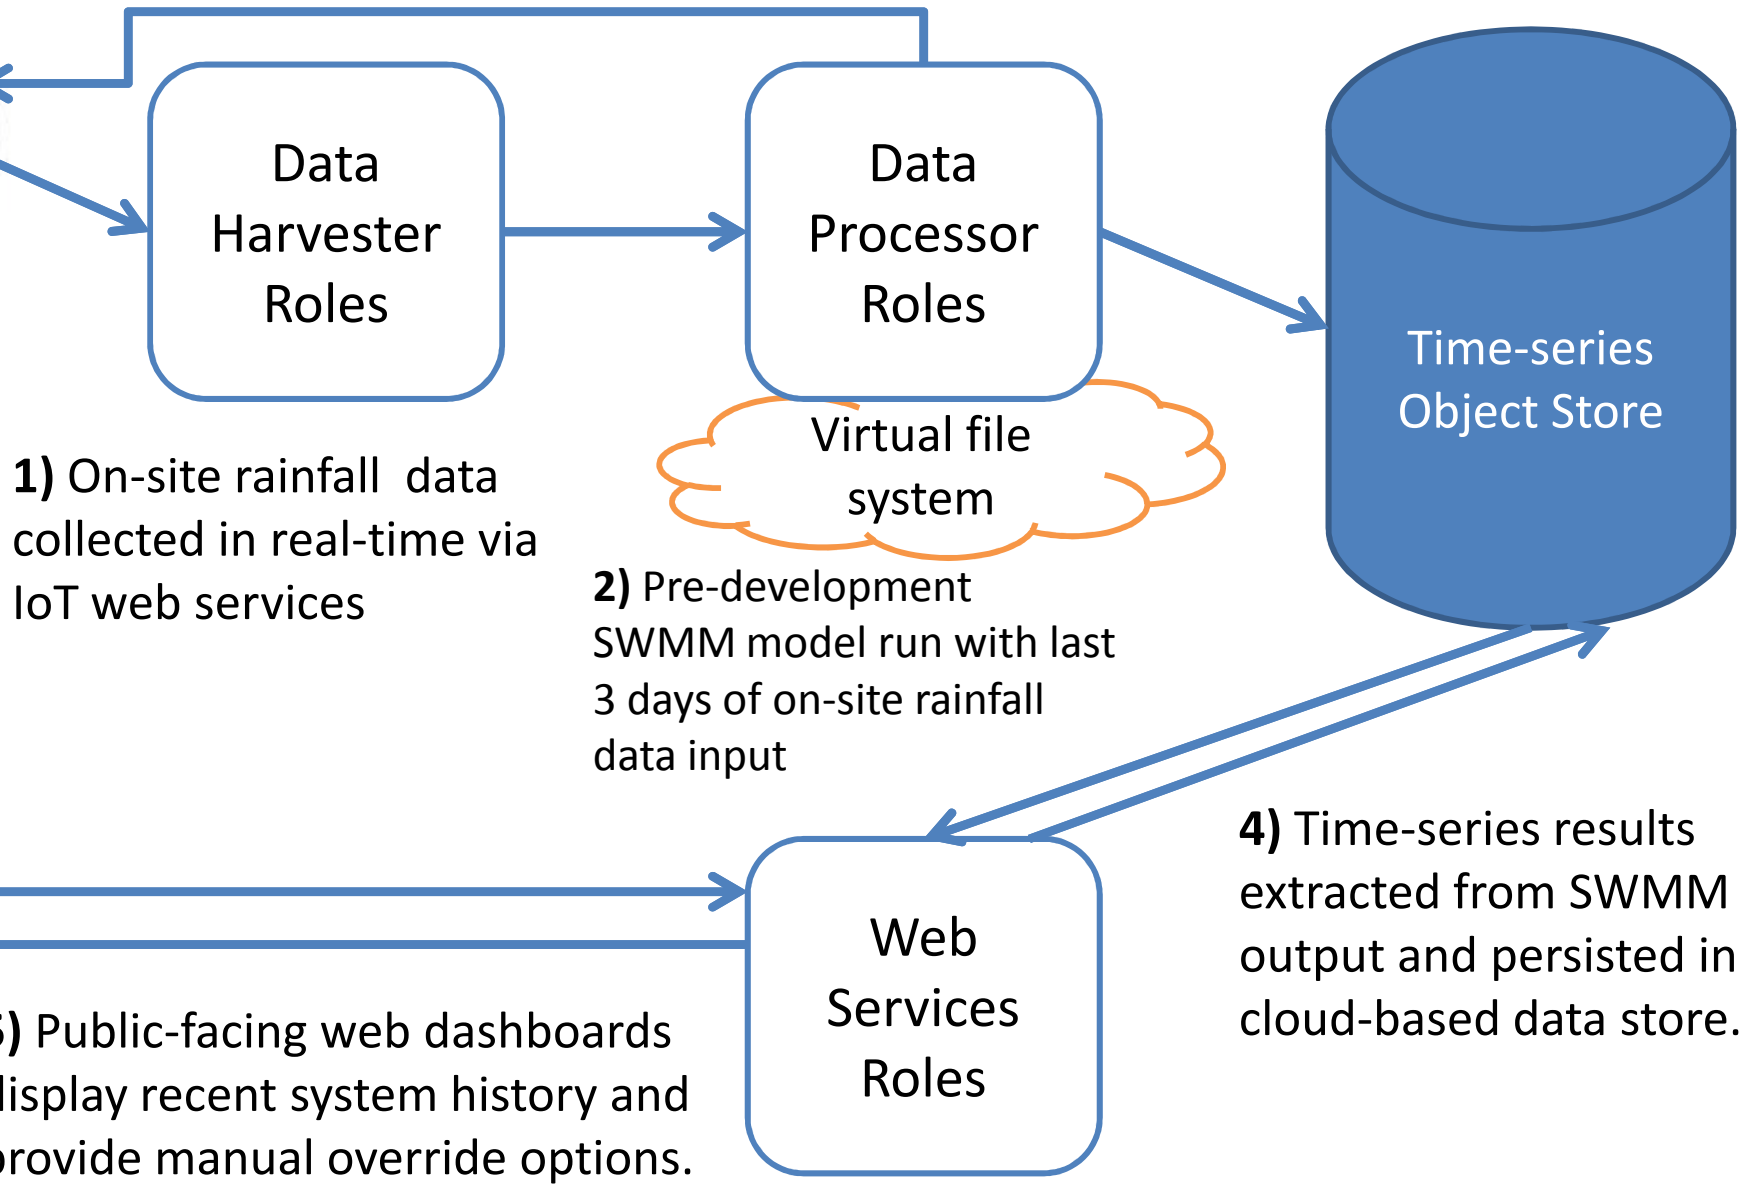 Data
Harvester
Roles
Data
Processor
Roles
Time-series
Object Store
Virtual file
system
1) On-site rainfall data
collected in real-time via
IoT web services
2) Pre-development
SWMM model run with last
3 days of on-site rainfall
data input
4) Time-series results
extracted from SWMM
output and persisted in
cloud-based data store.
Web
Services
Roles
) Public-facing web dashboards
display recent system history and
provide manual override options.